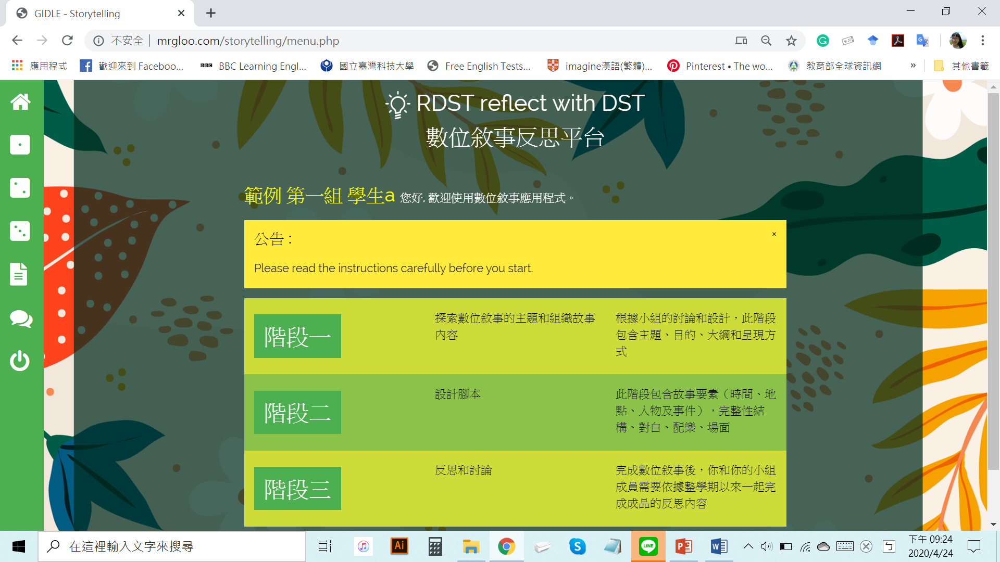 GIDLE - Storytelling
不安全 mrgloo.com/storytelling/menu.php
應用程式 歡迎來到 Faceboo... BBC BBC Learning Engl... 國立臺灣科技大學 Free English Tests... imagine漢語(繁體)... Pinterest • The wo... 教育部全球資訊網 » 其他書籤
RDST reflect with DST
數位敘事反思平台
範例 第一組 學生a 您好, 歡迎使用數位敘事應用程式。
公告：
×
Please read the instructions carefully before you start.
階段一
探索數位敘事的主題和組織故事
內容
根據小組的討論和設計，此階段
包含主題、目的、大綱和呈現方
式
階段二
設計腳本
此階段包含故事要素（時間、地
點、人物及事件），完整性結
構、對白、配樂、場面
階段三
反思和討論
完成數位敘事後，你和你的小組
成員需要依據整學期以來一起完
成成品的反思內容
在這裡輸入文字來搜尋
Ai
LINE
ㄅ
下午 09:24
2020/4/24